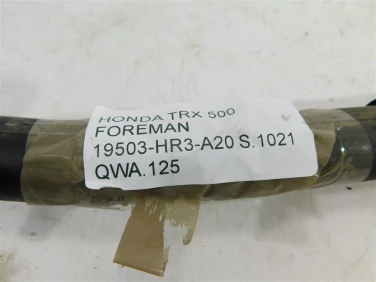 HONDA TRX 500
FOREMAN
19503-HR3-A20 S.1021
QWA.125